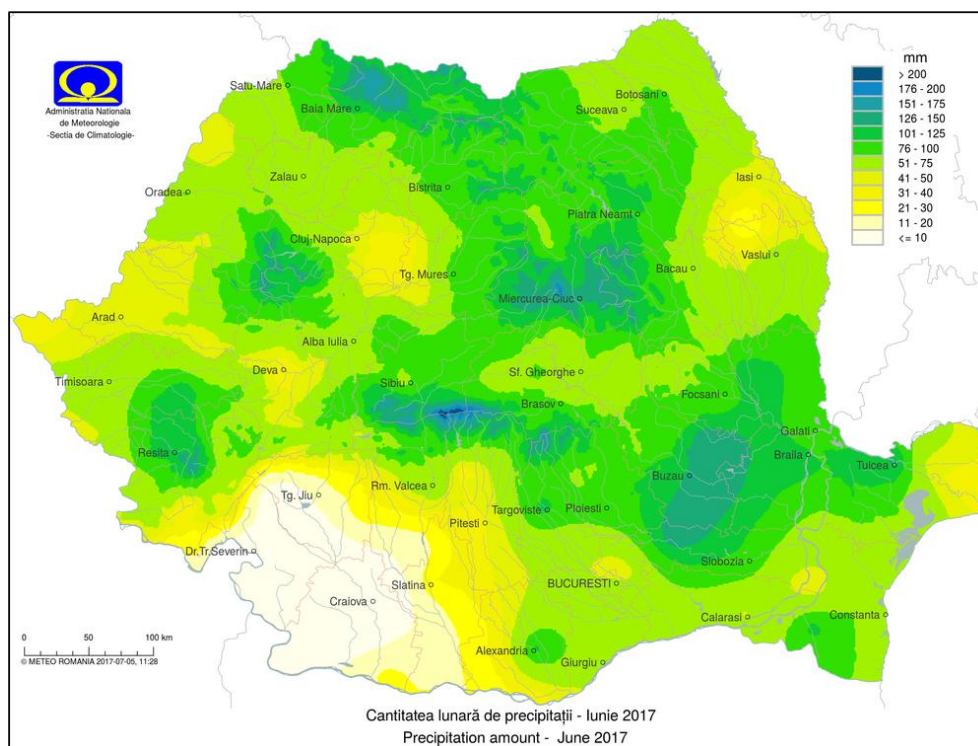 Administratia Nationala
de Meteorologie
-Sectia de Climatologie-
mm
> 200
176 - 200
151 - 175
126 - 150
101 - 125
76 - 100
51 - 75
41 - 50
31 - 40
21 - 30
11 - 20
<= 10
Satu-Mare
Baia Mare
Botosani
Suceava
Zalau
Oradea
Bistrita
Iasi
Piatra Neamt
Cluj-Napoca
Tg. Mures
Bacau
Vaslui
Miercurea-Ciuc
Arad
Alba Iulia
Deva
Timisoara
Sibiu
Sf. Gheorghe
Brasov
Focsani
Galati
Braila
Resita
Buzau
Tulcea
Rm. Valcea
Tg. Jiu
Targoviste
Ploiesti
Pitesti
Dr.Tr.Severin
Slobozia
Slatina
BUCURESTI
Craiova
Calarasi
Constanta
Alexandria
Giurgiu
0 50 100 km
© METEO ROMANIA 2017-07-05, 11:28
Cantitatea lunară de precipitații - Iunie 2017
Precipitation amount - June 2017